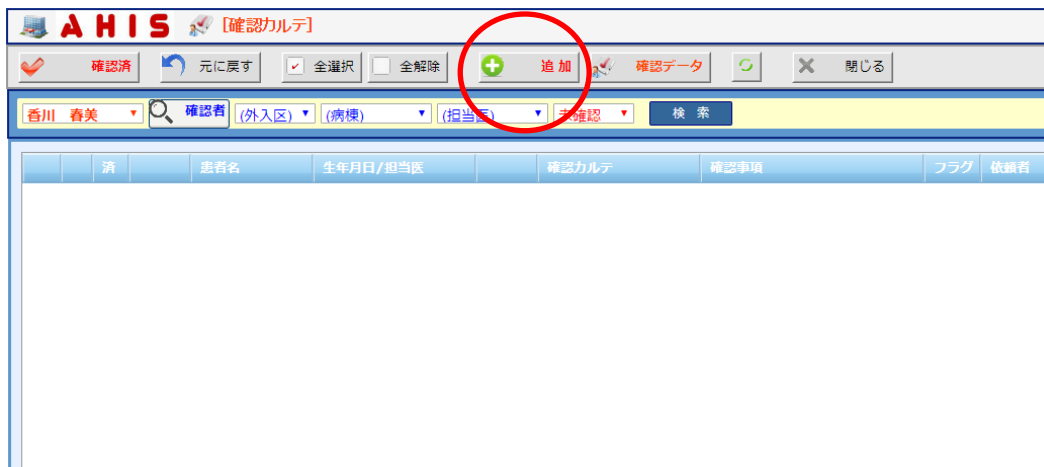 AHIS [確認カルテ]
確認済 元に戻す 全選択 全解除 追加 確認データ 閉じる
香川 春美 確認者 (外入区) (病棟) (担当医) 未確認 検索
済 患者名 生年月日/担当医 確認カルテ 確認事項 フラグ 依頼者